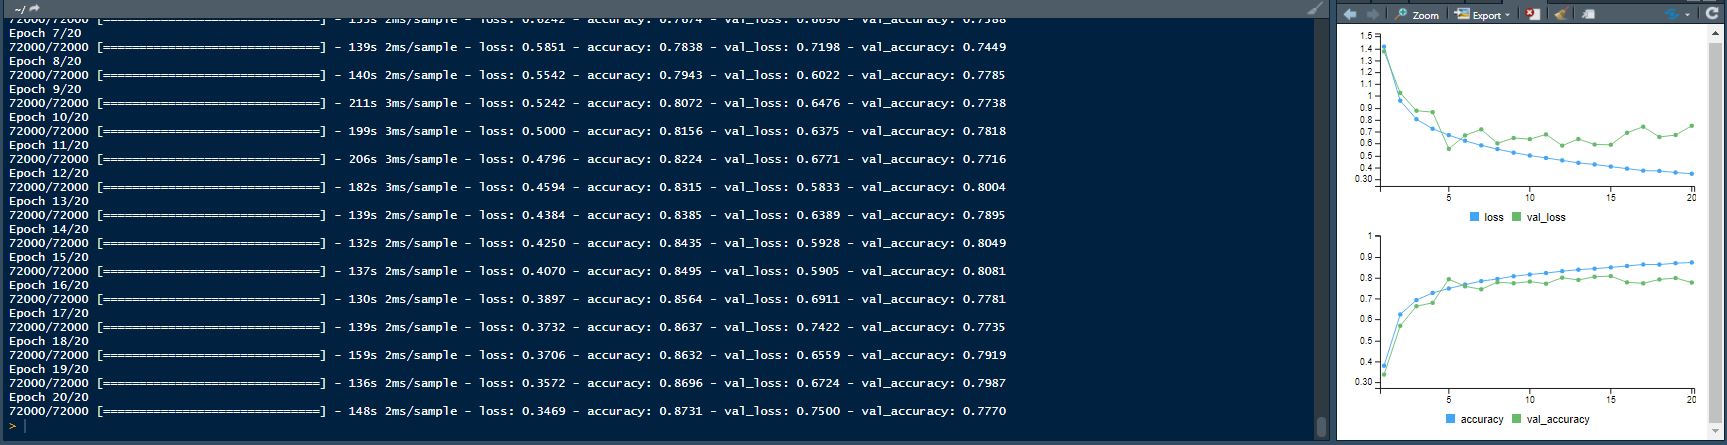 ~/
72000/72000 [==============================] - 153s 2ms/sample - loss: 0.6242 - accuracy: 0.7674 - val_loss: 0.6690 - val_accuracy: 0.7588
Epoch 7/20
72000/72000 [==============================] - 139s 2ms/sample - loss: 0.5851 - accuracy: 0.7838 - val_loss: 0.7198 - val_accuracy: 0.7449
Epoch 8/20
72000/72000 [==============================] - 140s 2ms/sample - loss: 0.5542 - accuracy: 0.7943 - val_loss: 0.6022 - val_accuracy: 0.7785
Epoch 9/20
72000/72000 [==============================] - 211s 3ms/sample - loss: 0.5242 - accuracy: 0.8072 - val_loss: 0.6476 - val_accuracy: 0.7738
Epoch 10/20
72000/72000 [==============================] - 199s 3ms/sample - loss: 0.5000 - accuracy: 0.8156 - val_loss: 0.6375 - val_accuracy: 0.7818
Epoch 11/20
72000/72000 [==============================] - 206s 3ms/sample - loss: 0.4796 - accuracy: 0.8224 - val_loss: 0.6771 - val_accuracy: 0.7716
Epoch 12/20
72000/72000 [==============================] - 182s 3ms/sample - loss: 0.4594 - accuracy: 0.8315 - val_loss: 0.5833 - val_accuracy: 0.8004
Epoch 13/20
72000/72000 [==============================] - 139s 2ms/sample - loss: 0.4384 - accuracy: 0.8385 - val_loss: 0.6389 - val_accuracy: 0.7895
Epoch 14/20
72000/72000 [==============================] - 132s 2ms/sample - loss: 0.4250 - accuracy: 0.8435 - val_loss: 0.5928 - val_accuracy: 0.8049
Epoch 15/20
72000/72000 [==============================] - 137s 2ms/sample - loss: 0.4070 - accuracy: 0.8495 - val_loss: 0.5905 - val_accuracy: 0.8081
Epoch 16/20
72000/72000 [==============================] - 130s 2ms/sample - loss: 0.3897 - accuracy: 0.8564 - val_loss: 0.6911 - val_accuracy: 0.7781
Epoch 17/20
72000/72000 [==============================] - 139s 2ms/sample - loss: 0.3732 - accuracy: 0.8637 - val_loss: 0.7422 - val_accuracy: 0.7735
Epoch 18/20
72000/72000 [==============================] - 159s 2ms/sample - loss: 0.3706 - accuracy: 0.8632 - val_loss: 0.6559 - val_accuracy: 0.7919
Epoch 19/20
72000/72000 [==============================] - 136s 2ms/sample - loss: 0.3572 - accuracy: 0.8696 - val_loss: 0.6724 - val_accuracy: 0.7987
Epoch 20/20
72000/72000 [==============================] - 148s 2ms/sample - loss: 0.3469 - accuracy: 0.8731 - val_loss: 0.7500 - val_accuracy: 0.7770
>
Zoom Export
1.5
1.4
1.3
1.2
1.1
1
0.9
0.8
0.7
0.6
0.5
0.4
0.30
5 10 15 20
loss val_loss
1
0.9
0.8
0.7
0.6
0.5
0.4
0.30
5 10 15 20
accuracy val_accuracy